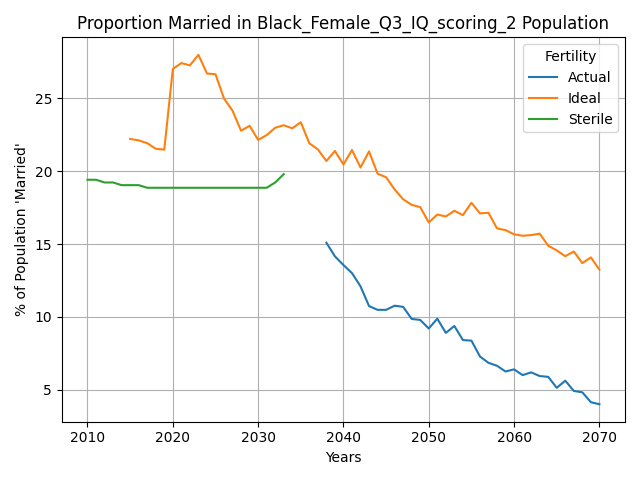 Proportion Married in Black_Female_Q3_IQ_scoring_2 Population
Fertility
Actual
Ideal
Sterile
% of Population 'Married'
25
20
15
10
5
2010 2020 2030 2040 2050 2060 2070
Years